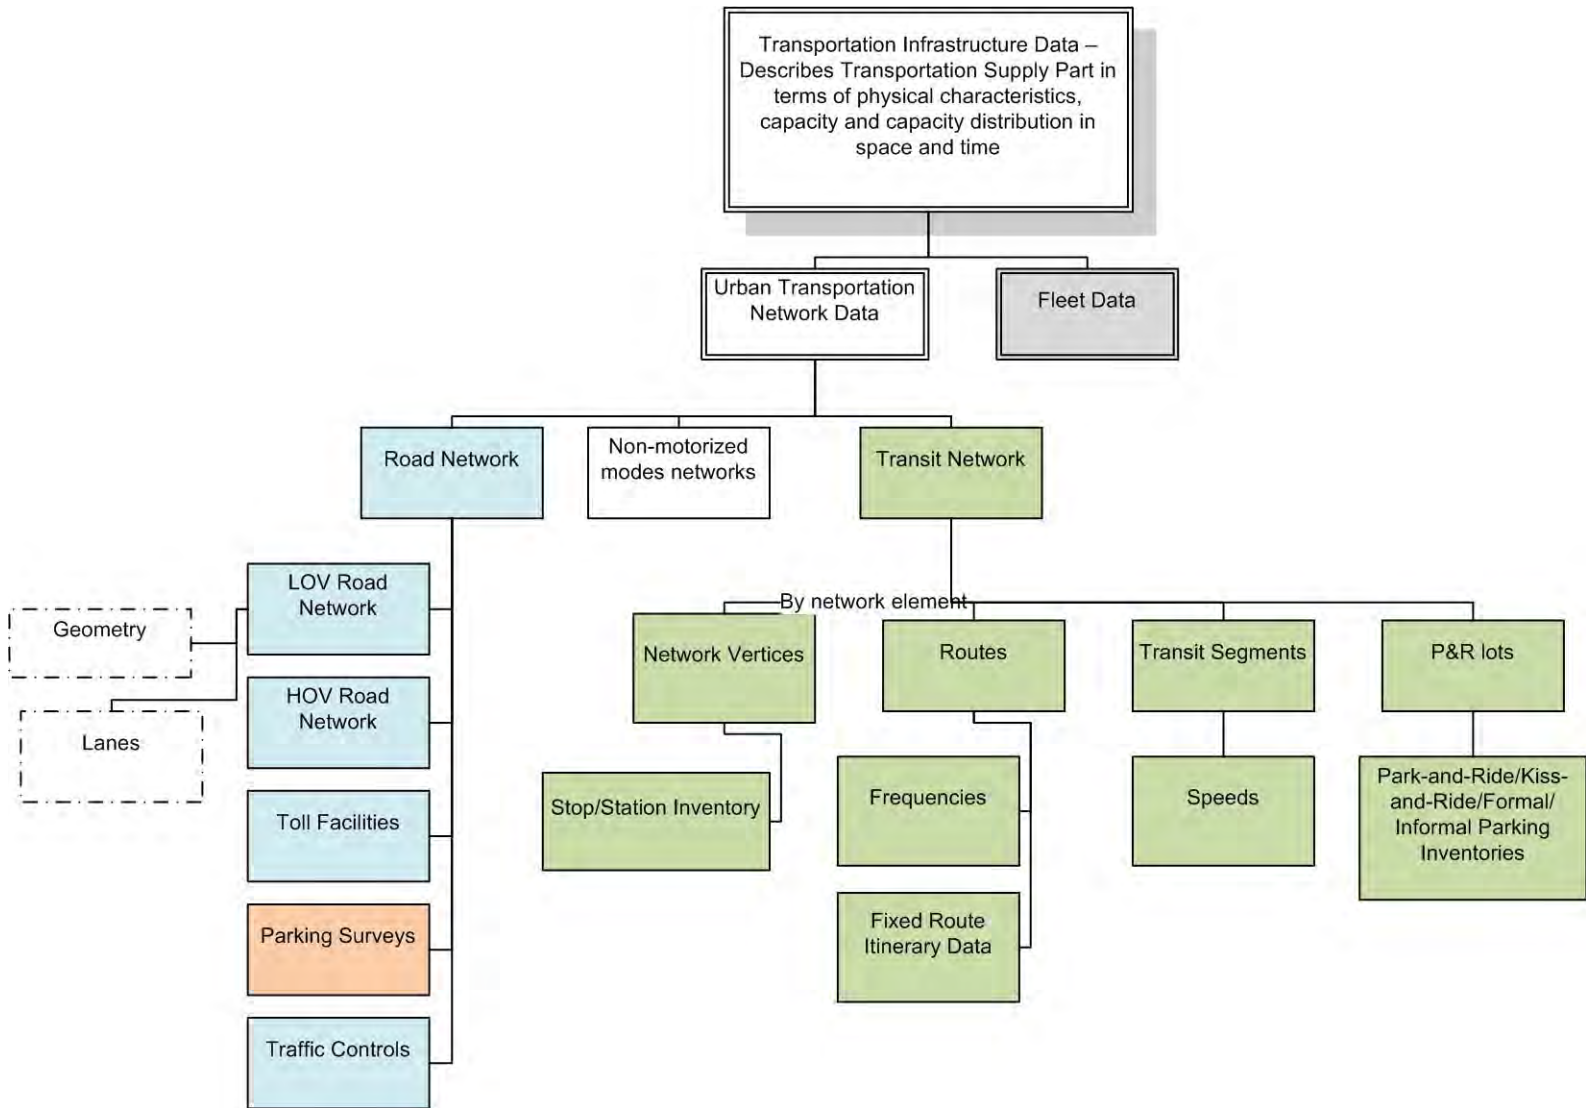 Transportation Infrastructure Data –
Describes Transportation Supply Part in
terms of physical characteristics,
capacity and capacity distribution in
space and time
Urban Transportation
Network Data
Fleet Data
Road Network
Non-motorized
modes networks
Transit Network
LOV Road
Network
Geometry
HOV Road
Network
Lanes
Toll Facilities
Parking Surveys
Traffic Controls
By network element
Network Vertices
Routes
Transit Segments
P&R lots
Stop/Station Inventory
Frequencies
Speeds
Park-and-Ride/Kiss-
and-Ride/Formal/
Informal Parking
Inventories
Fixed Route
Itinerary Data